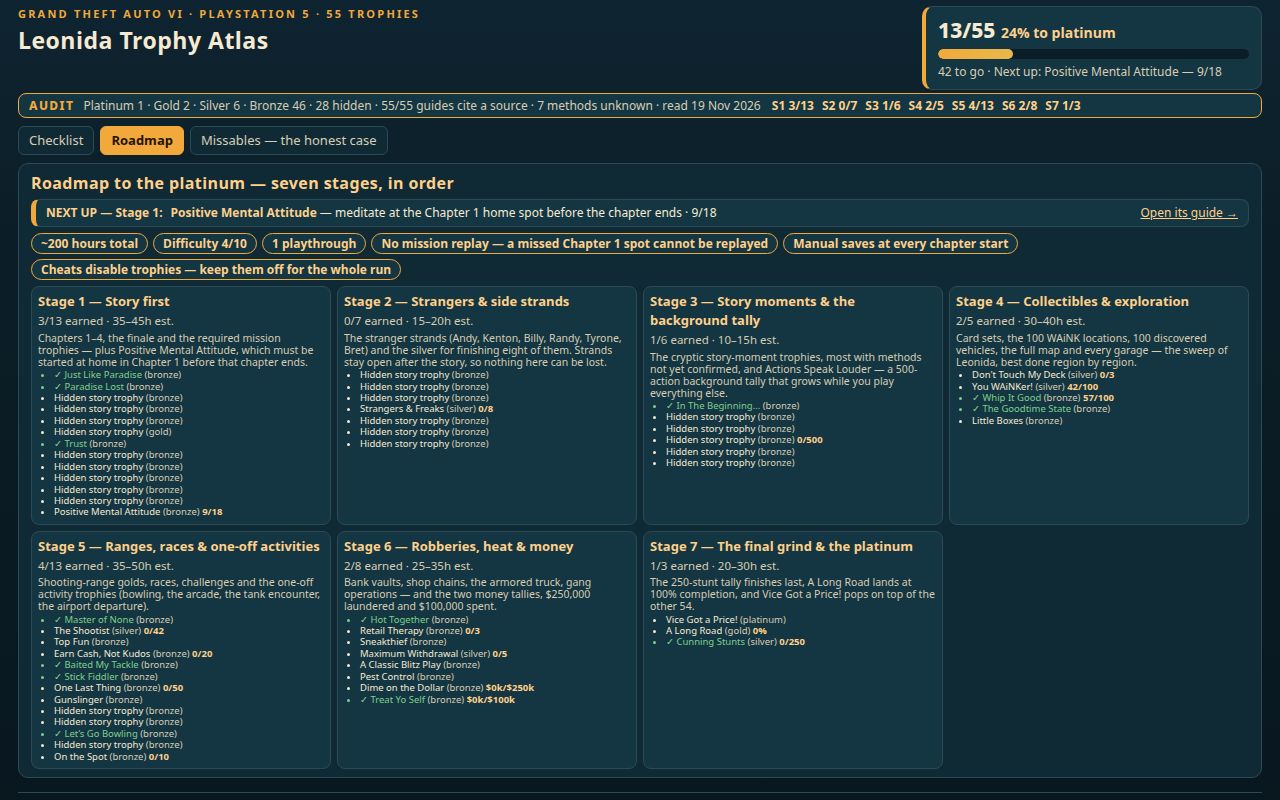 GRAND THEFT AUTO VI · PLAYSTATION 5 · 55 TROPHIES
Leonida Trophy Atlas
13/55 24% to platinum
42 to go · Next up: Positive Mental Attitude — 9/18
AUDIT Platinum 1 · Gold 2 · Silver 6 · Bronze 46 · 28 hidden · 55/55 guides cite a source · 7 methods unknown · read 19 Nov 2026 S1 3/13 S2 0/7 S3 1/6 S4 2/5 S5 4/13 S6 2/8 S7 1/3
Checklist
Roadmap
Missables — the honest case
Roadmap to the platinum — seven stages, in order
NEXT UP — Stage 1: Positive Mental Attitude — meditate at the Chapter 1 home spot before the chapter ends · 9/18
Open its guide →
~200 hours total
Difficulty 4/10
1 playthrough
No mission replay — a missed Chapter 1 spot cannot be replayed
Manual saves at every chapter start
Cheats disable trophies — keep them off for the whole run
Stage 1 — Story first
3/13 earned · 35–45h est.
Chapters 1–4, the finale and the required mission
trophies — plus Positive Mental Attitude, which must be
started at home in Chapter 1 before that chapter ends.
• ✓ Just Like Paradise (bronze)
• ✓ Paradise Lost (bronze)
• Hidden story trophy (bronze)
• Hidden story trophy (bronze)
• Hidden story trophy (bronze)
• Hidden story trophy (gold)
• ✓ Trust (bronze)
• Hidden story trophy (bronze)
• Hidden story trophy (bronze)
• Hidden story trophy (bronze)
• Hidden story trophy (bronze)
• Hidden story trophy (bronze)
• Positive Mental Attitude (bronze) 9/18
Stage 2 — Strangers & side strands
0/7 earned · 15–20h est.
The stranger strands (Andy, Kenton, Billy, Randy, Tyrone,
Bret) and the silver for finishing eight of them. Strands
stay open after the story, so nothing here can be lost.
• Hidden story trophy (bronze)
• Hidden story trophy (bronze)
• Hidden story trophy (bronze)
• Strangers & Freaks (silver) 0/8
• Hidden story trophy (bronze)
• Hidden story trophy (bronze)
• Hidden story trophy (bronze)
Stage 3 — Story moments & the
background tally
1/6 earned · 10–15h est.
The cryptic story-moment trophies, most with methods
not yet confirmed, and Actions Speak Louder — a 500-
action background tally that grows while you play
everything else.
• ✓ In The Beginning... (bronze)
• Hidden story trophy (bronze)
• Hidden story trophy (bronze)
• Hidden story trophy (bronze) 0/500
• Hidden story trophy (bronze)
• Hidden story trophy (bronze)
Stage 4 — Collectibles & exploration
2/5 earned · 30–40h est.
Card sets, the 100 WAiNK locations, 100 discovered
vehicles, the full map and every garage — the sweep of
Leonida, best done region by region.
• Don't Touch My Deck (silver) 0/3
• You WAiNKer! (silver) 42/100
• ✓ Whip It Good (bronze) 57/100
• ✓ The Goodtime State (bronze)
• Little Boxes (bronze)
Stage 5 — Ranges, races & one-off activities
4/13 earned · 35–50h est.
Shooting-range golds, races, challenges and the one-off
activity trophies (bowling, the arcade, the tank encounter,
the airport departure).
• ✓ Master of None (bronze)
• The Shootist (silver) 0/42
• Top Fun (bronze)
• Earn Cash, Not Kudos (bronze) 0/20
• ✓ Baited My Tackle (bronze)
• ✓ Stick Fiddler (bronze)
• One Last Thing (bronze) 0/50
• Gunslinger (bronze)
• Hidden story trophy (bronze)
• Hidden story trophy (bronze)
• ✓ Let's Go Bowling (bronze)
• Hidden story trophy (bronze)
• On the Spot (bronze) 0/10
Stage 6 — Robberies, heat & money
2/8 earned · 25–35h est.
Bank vaults, shop chains, the armored truck, gang
operations — and the two money tallies, $250,000
laundered and $100,000 spent.
• ✓ Hot Together (bronze)
• Retail Therapy (bronze) 0/3
• Sneakthief (bronze)
• Maximum Withdrawal (silver) 0/5
• A Classic Blitz Play (bronze)
• Pest Control (bronze)
• Dime on the Dollar (bronze) $0k/$250k
• ✓ Treat Yo Self (bronze) $0k/$100k
Stage 7 — The final grind & the platinum
1/3 earned · 20–30h est.
The 250-stunt tally finishes last, A Long Road lands at
100% completion, and Vice Got a Price! pops on top of the
other 54.
• Vice Got a Price! (platinum)
• A Long Road (gold) 0%
• ✓ Cunning Stunts (silver) 0/250